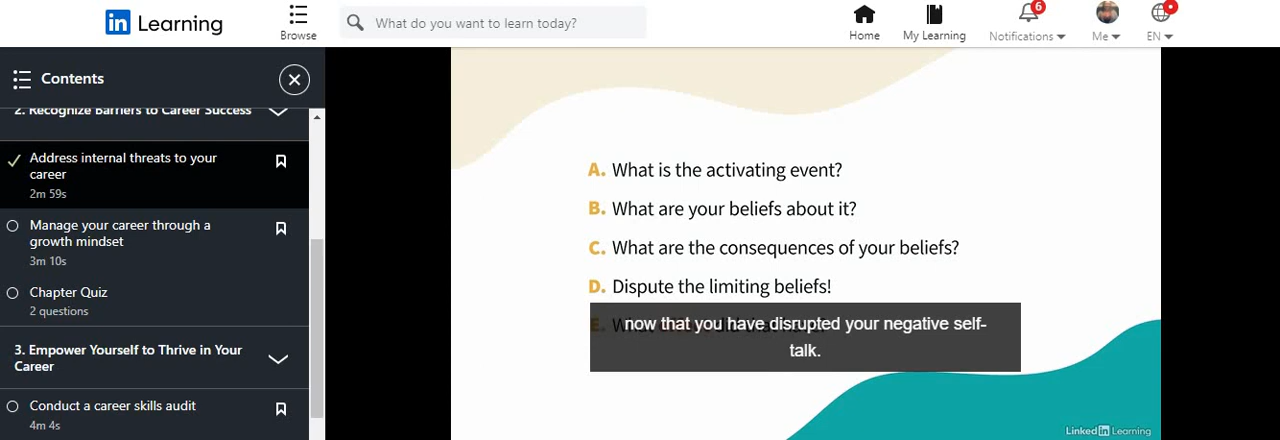 in Learning
Browse
What do you want to learn today?
Home
My Learning
6
Notifications
Me
EN
Contents
2. Recognize Barriers to Career Success
Address internal threats to your
career
2m 59s
Manage your career through a
growth mindset
3m 10s
Chapter Quiz
2 questions
3. Empower Yourself to Thrive in Your
Career
Conduct a career skills audit
4m 4s
A. What is the activating event?
B. What are your beliefs about it?
C. What are the consequences of your beliefs?
D. Dispute the limiting beliefs!
E.
now that you have disrupted your negative self-
talk.
Linked in Learning